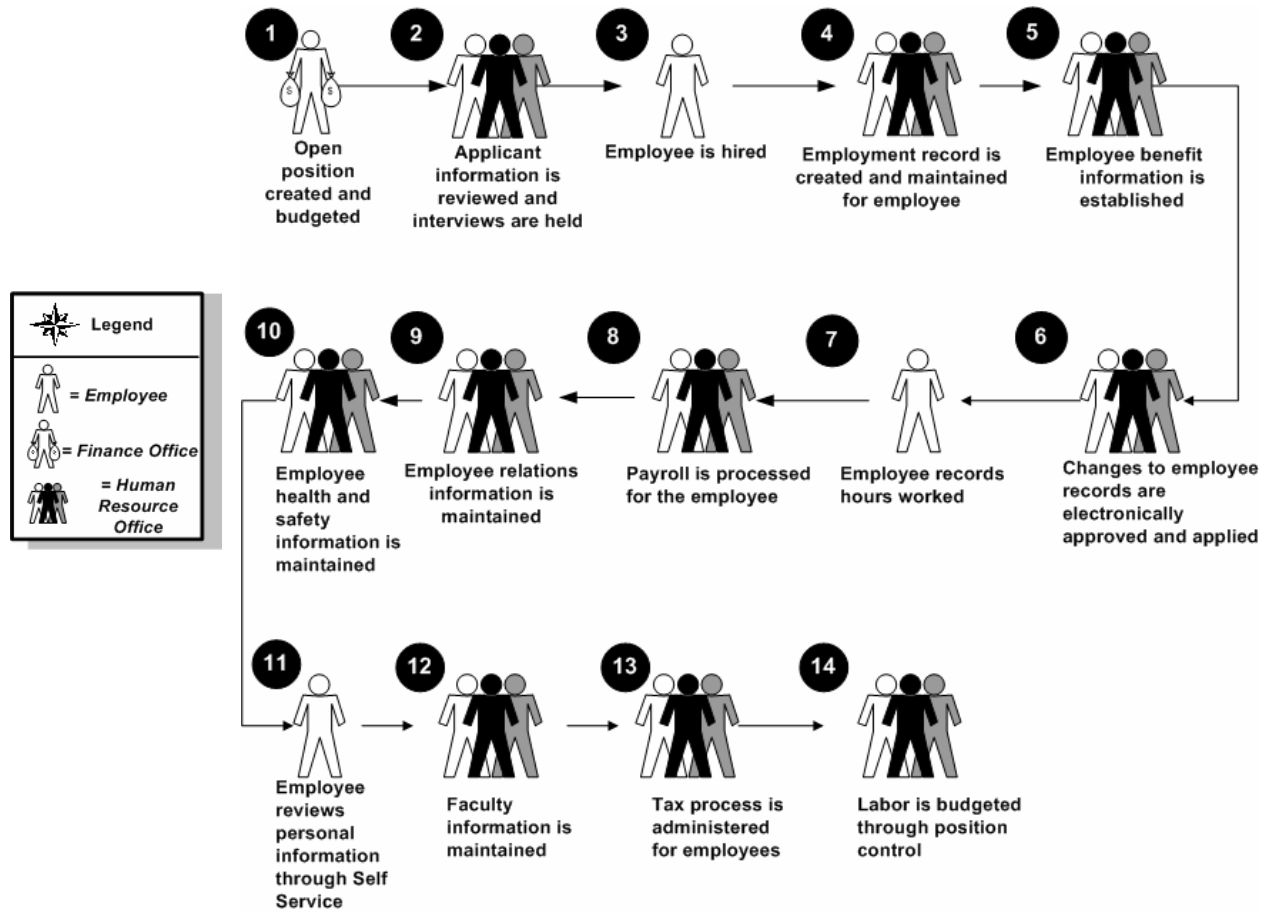 1
Open
position
created and
budgeted
2
Applicant
information is
reviewed and
interviews are held
3
Employee is hired
4
Employment record is
created and maintained
for employee
5
Employee benefit
information is
established
Legend
= Employee
= Finance Office
= Human
Resource
Office
6
Changes to employee
records are
electronically
approved and applied
7
Employee records
hours worked
8
Payroll is processed
for the employee
9
Employee relations
information is
maintained
10
Employee
health and
safety
information is
maintained
11
Employee
reviews
personal
information
through Self
Service
12
Faculty
information is
maintained
13
Tax process is
administered
for employees
14
Labor is budgeted
through position
control